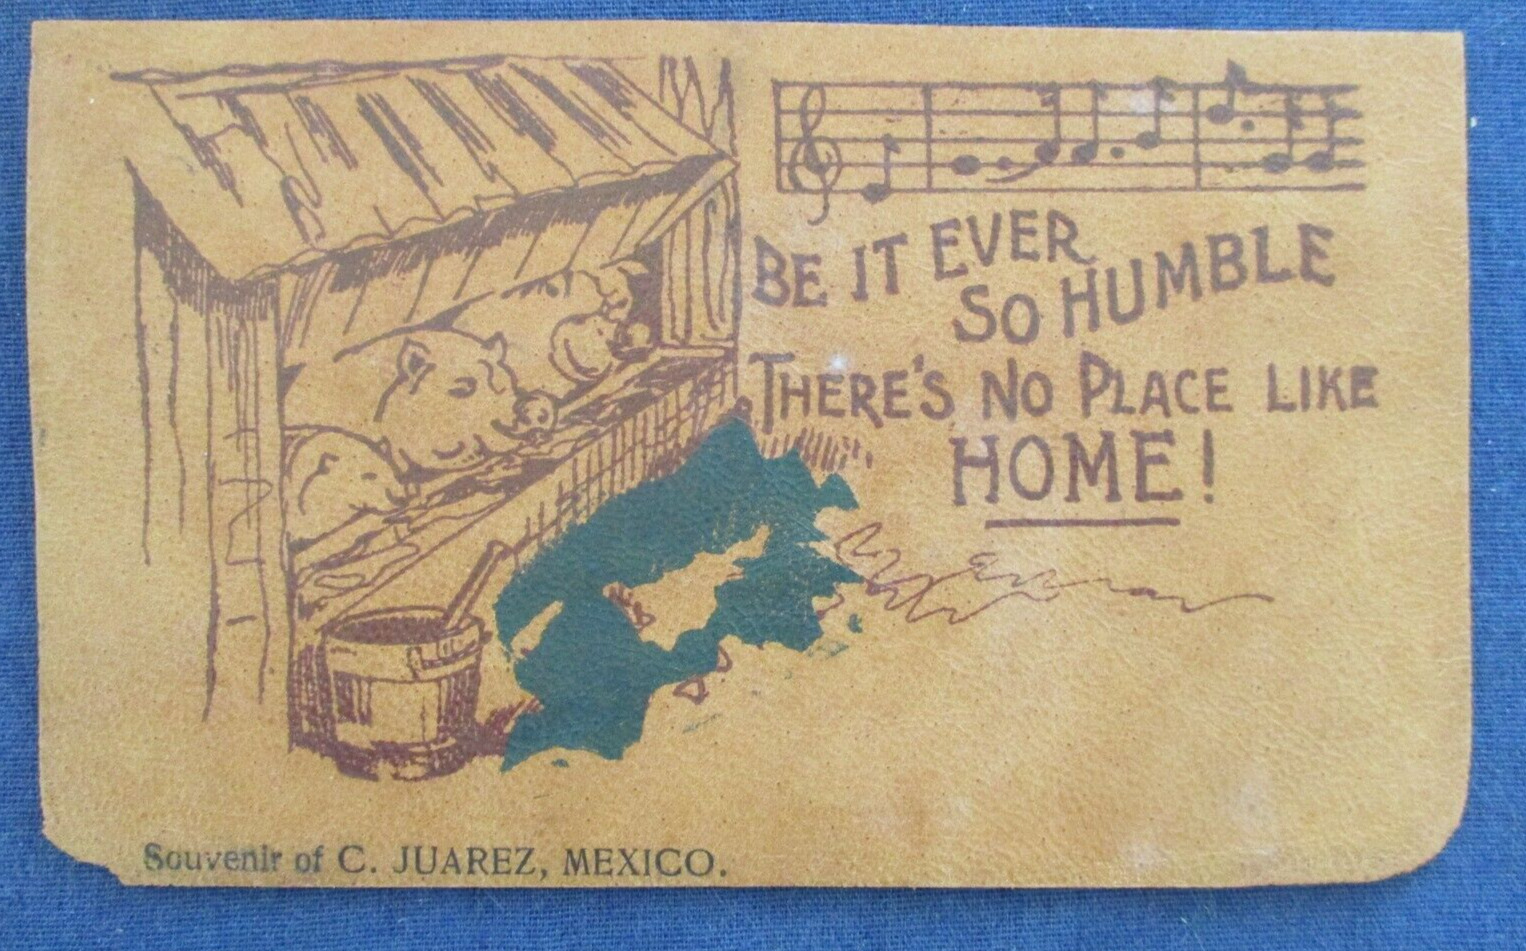 BE IT EVER
SO HUMBLE
THERE'S NO PLACE LIKE
HOME!
Souvenir of C. JUAREZ, MEXICO.